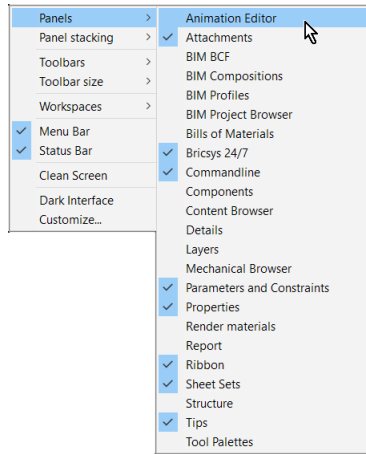 Panels
Panel stacking
Toolbars
Toolbar size
Workspaces
Menu Bar
Status Bar
Clean Screen
Dark Interface
Customize...
Animation Editor
Attachments
BIM BCF
BIM Compositions
BIM Profiles
BIM Project Browser
Bills of Materials
Bricsys 24/7
Commandline
Components
Content Browser
Details
Layers
Mechanical Browser
Parameters and Constraints
Properties
Render materials
Report
Ribbon
Sheet Sets
Structure
Tips
Tool Palettes